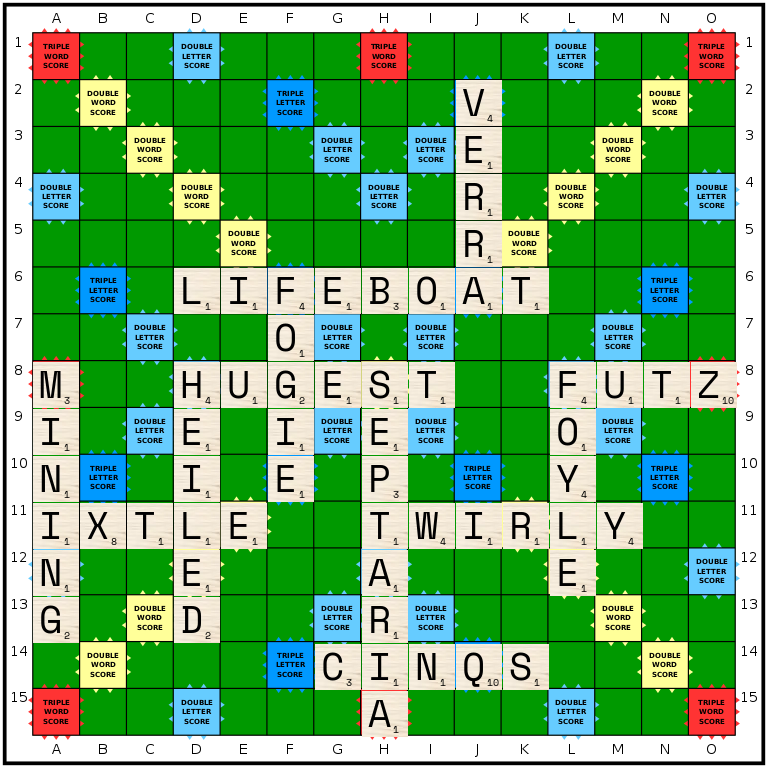 A B C D E F G H I J K L M N O
1 TRIPLE WORD SCORE DOUBLE LETTER SCORE TRIPLE WORD SCORE DOUBLE LETTER SCORE TRIPLE WORD SCORE 1
2 DOUBLE WORD SCORE TRIPLE LETTER SCORE V4 DOUBLE WORD SCORE 2
3 DOUBLE WORD SCORE DOUBLE LETTER SCORE DOUBLE LETTER SCORE E1 DOUBLE WORD SCORE 3
4 DOUBLE LETTER SCORE DOUBLE WORD SCORE DOUBLE LETTER SCORE R1 DOUBLE WORD SCORE DOUBLE LETTER SCORE 4
5 DOUBLE WORD SCORE R1 DOUBLE WORD SCORE 5
6 TRIPLE LETTER SCORE L1 I1 F4 E1 B3 O1 A1 T1 TRIPLE LETTER SCORE 6
7 DOUBLE LETTER SCORE O1 DOUBLE LETTER SCORE DOUBLE LETTER SCORE DOUBLE LETTER SCORE 7
8 M3 H4 U1 G2 E1 S1 T1 F4 U1 T1 Z10 8
9 I1 DOUBLE LETTER SCORE E1 I1 DOUBLE LETTER SCORE E1 DOUBLE LETTER SCORE O1 DOUBLE LETTER SCORE 9
10 N1 TRIPLE LETTER SCORE I1 E1 P3 TRIPLE LETTER SCORE Y4 TRIPLE LETTER SCORE 10
11 I1 X8 T1 L1 E1 T1 W4 I1 R1 L1 Y4 11
12 N1 E1 A1 E1 DOUBLE LETTER SCORE 12
13 G2 DOUBLE WORD SCORE D2 DOUBLE LETTER SCORE R1 DOUBLE LETTER SCORE DOUBLE WORD SCORE 13
14 DOUBLE WORD SCORE TRIPLE LETTER SCORE C3 I1 N1 Q10 S1 DOUBLE WORD SCORE 14
15 TRIPLE WORD SCORE DOUBLE LETTER SCORE A1 DOUBLE LETTER SCORE TRIPLE WORD SCORE 15
A B C D E F G H I J K L M N O